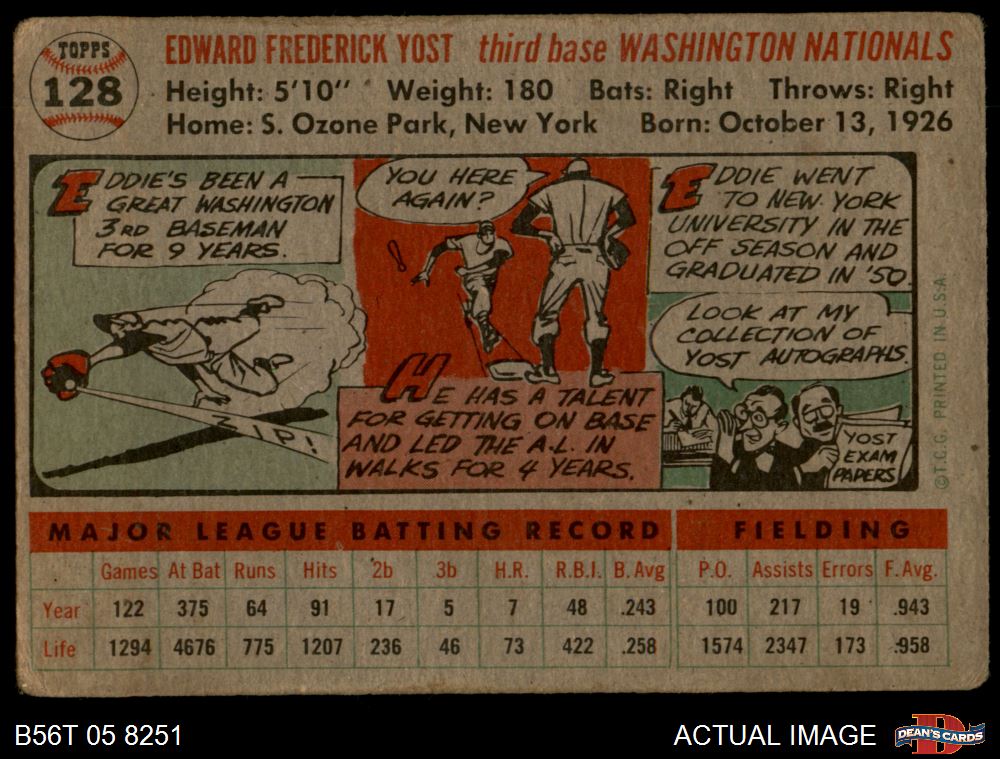 TOPPS
128
EDWARD FREDERICK YOST third base WASHINGTON NATIONALS
Height: 5'10" Weight: 180 Bats: Right Throws: Right
Home: S. Ozone Park, New York Born: October 13, 1926
EDDIE'S BEEN A
GREAT WASHINGTON
3RD BASEMAN
FOR 9 YEARS.
ZIP!
YOU HERE
AGAIN?
HE HAS A TALENT
FOR GETTING ON BASE
AND LED THE A.L. IN
WALKS FOR 4 YEARS.
EDDIE WENT
TO NEW YORK
UNIVERSITY IN THE
OFF SEASON AND
GRADUATED IN '50.
LOOK AT MY
COLLECTION OF
YOST AUTOGRAPHS.
YOST
EXAM
PAPERS
©T.C.G. PRINTED IN U.S.A.
MAJOR LEAGUE BATTING RECORD FIELDING
Games At Bat Runs Hits 2b 3b H.R. R.B.I. B. Avg P.O. Assists Errors F. Avg.
Year 122 375 64 91 17 5 7 48 .243 100 217 19 .943
Life 1294 4676 775 1207 236 46 73 422 .258 1574 2347 173 .958
B56T 05 8251 ACTUAL IMAGE
DEAN'S CARDS